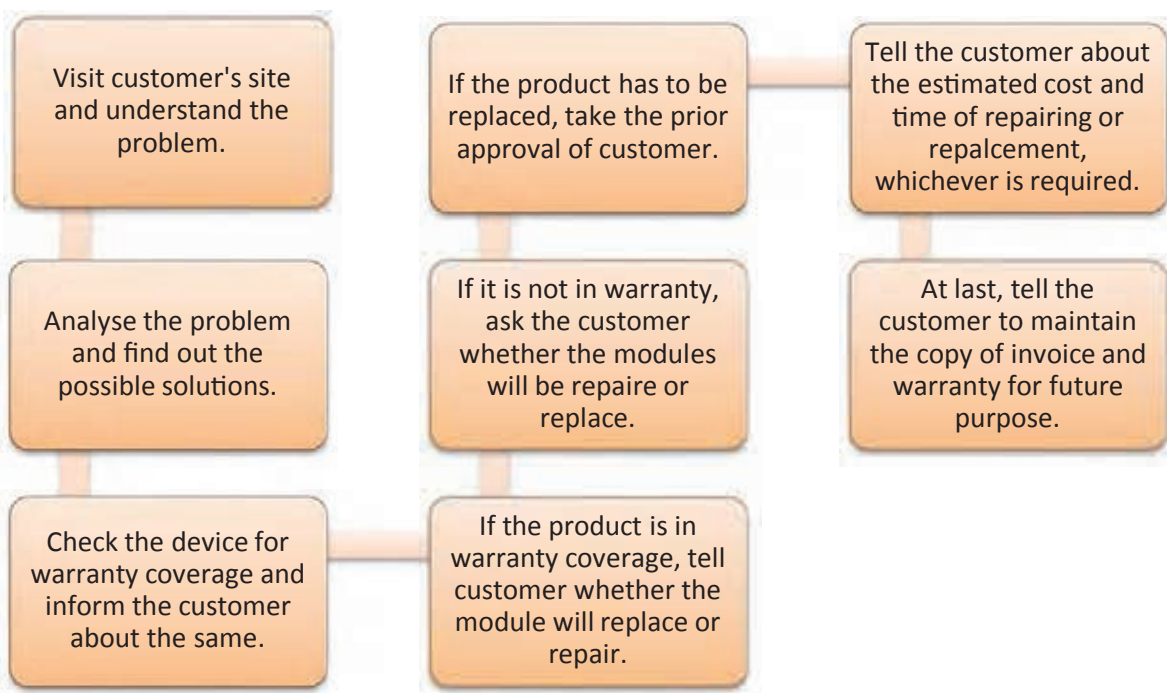 Visit customer's site
and understand the
problem.
Analyse the problem
and find out the
possible solutions.
Check the device for
warranty coverage and
inform the customer
about the same.
If the product is in
warranty coverage, tell
customer whether the
module will replace or
repair.
If it is not in warranty,
ask the customer
whether the modules
will be repaire or
replace.
If the product has to be
replaced, take the prior
approval of customer.
Tell the customer about
the estimated cost and
time of repairing or
repalcement,
whichever is required.
At last, tell the
customer to maintain
the copy of invoice and
warranty for future
purpose.